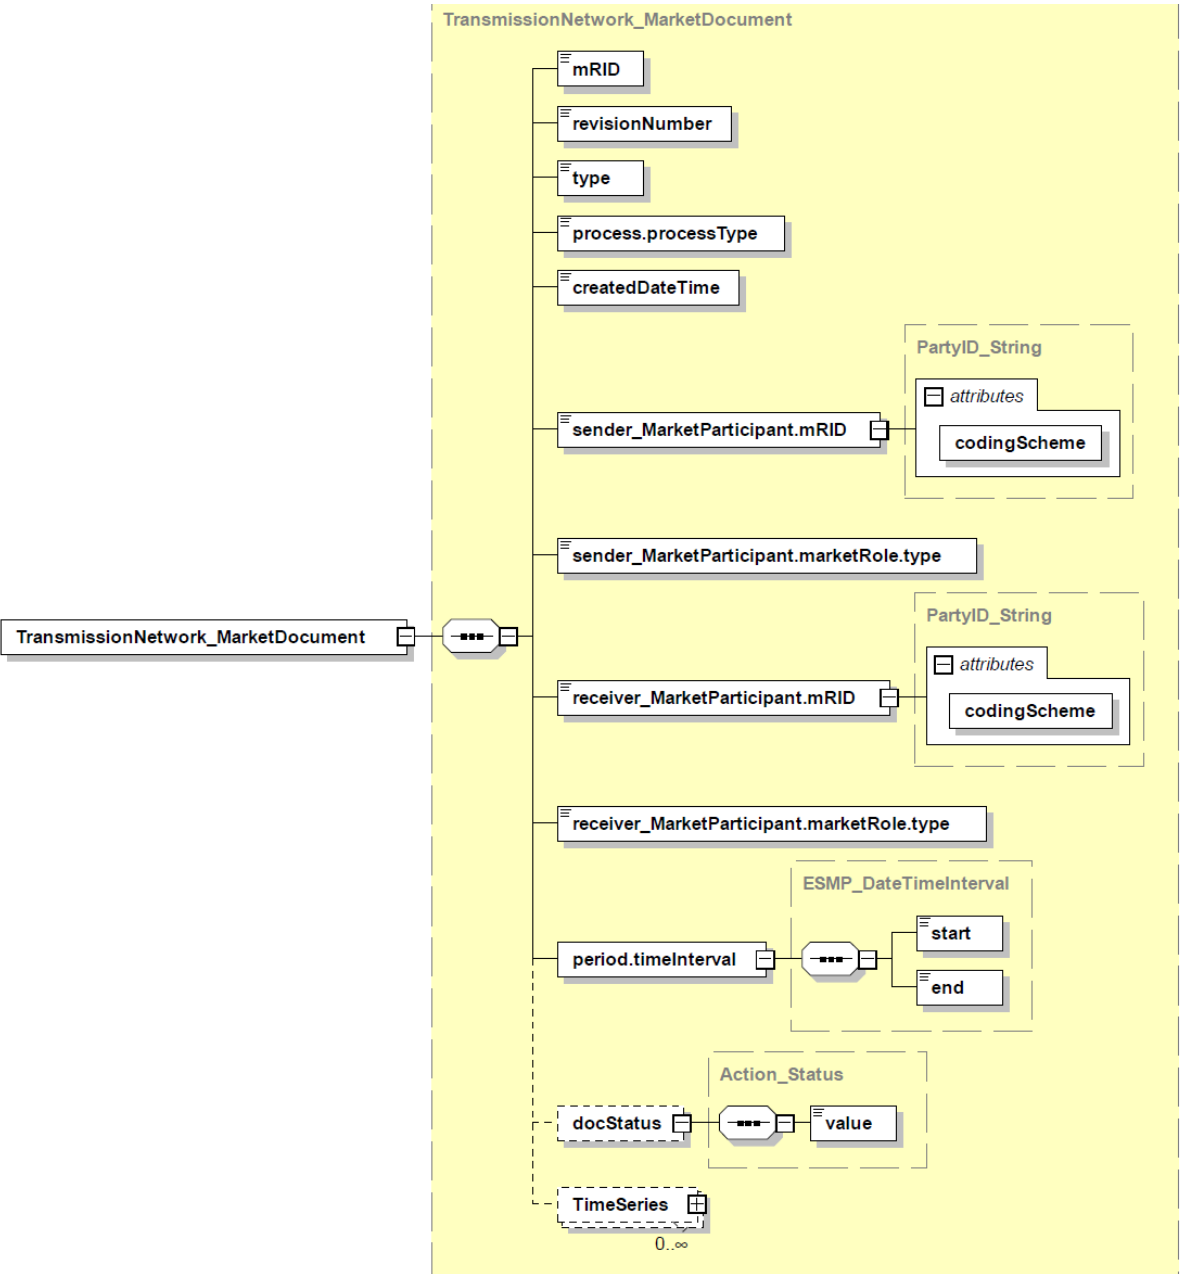 TransmissionNetwork_MarketDocument
mRID
revisionNumber
type
process.processType
createdDateTime
PartyID_String
attributes
sender_MarketParticipant.mRID
codingScheme
sender_MarketParticipant.marketRole.type
PartyID_String
TransmissionNetwork_MarketDocument
attributes
receiver_MarketParticipant.mRID
codingScheme
receiver_MarketParticipant.marketRole.type
ESMP_DateTimeInterval
start
period.timeInterval
end
Action_Status
docStatus
value
TimeSeries
0..∞